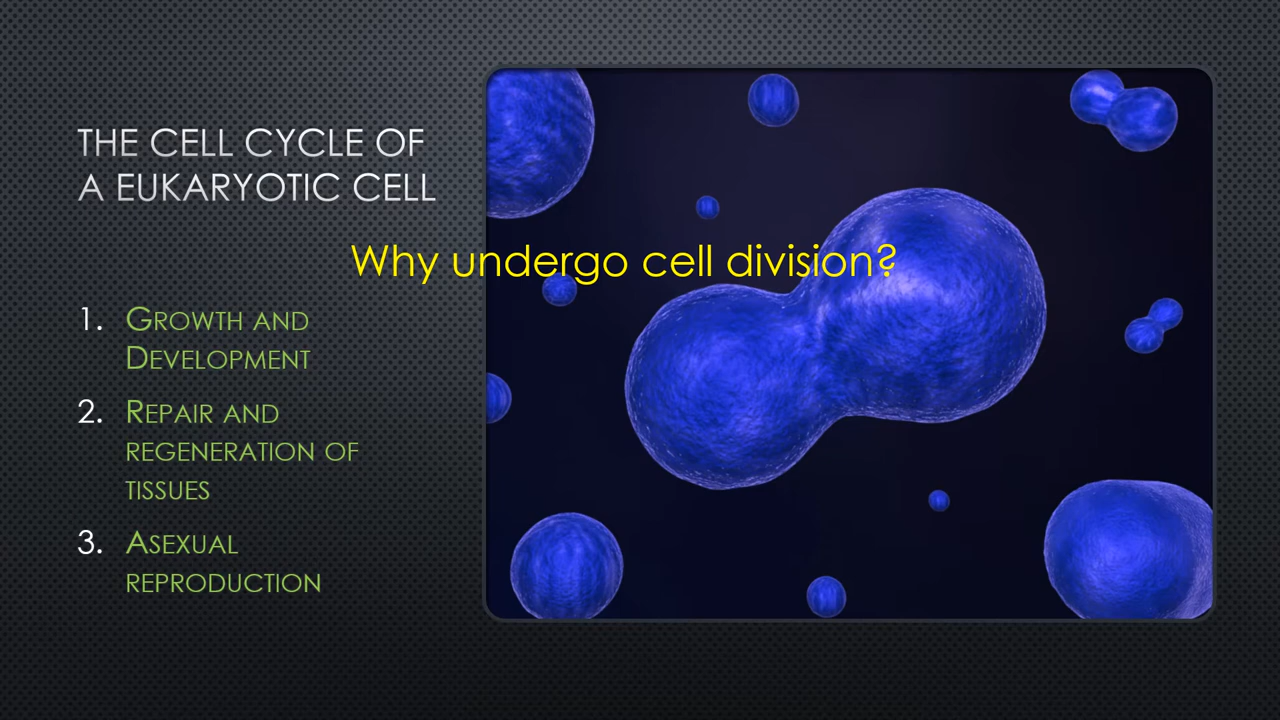 THE CELL CYCLE OF
A EUKARYOTIC CELL
Why undergo cell division?
1. GROWTH AND
DEVELOPMENT
2. REPAIR AND
REGENERATION OF
TISSUES
3. ASEXUAL
REPRODUCTION